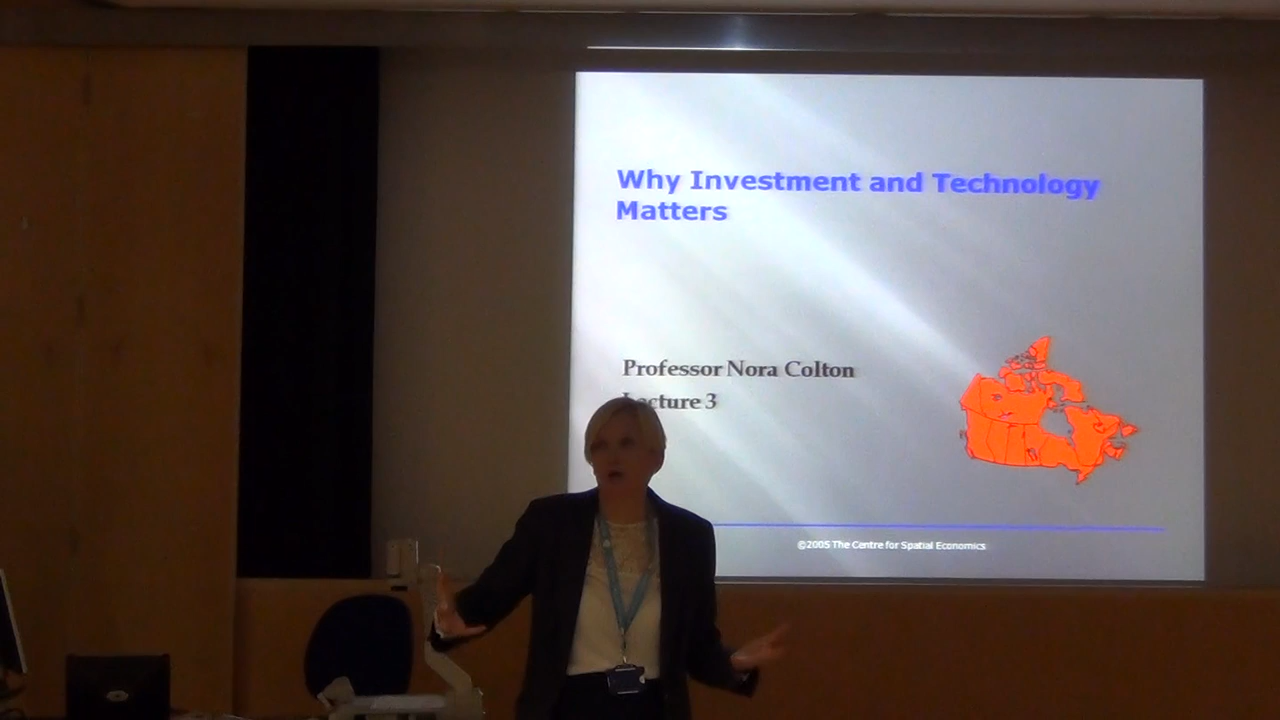 Why Investment and Technology
Matters
Professor Nora Colton
Lecture 3
©2005 The Centre for Spatial Economics